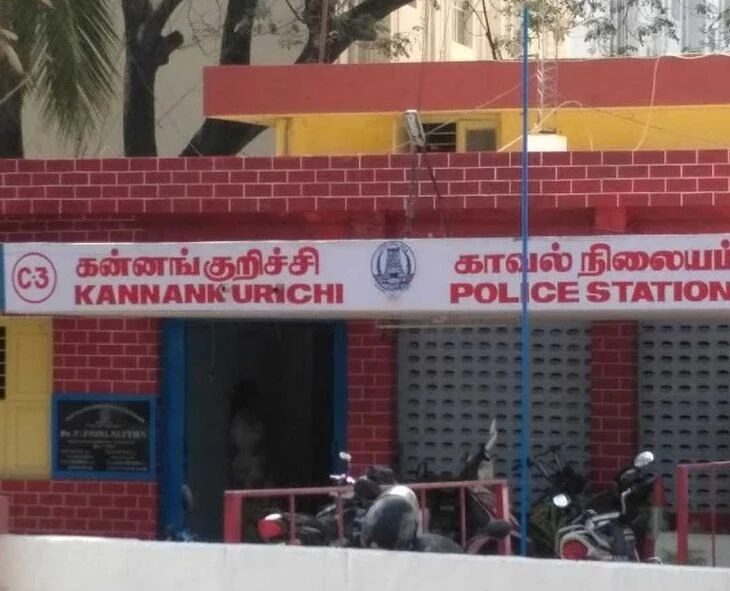 C-3
கன்னங்குறிச்சி
KANNANKURICHI
காவல் நிலையம்
POLICE STATION